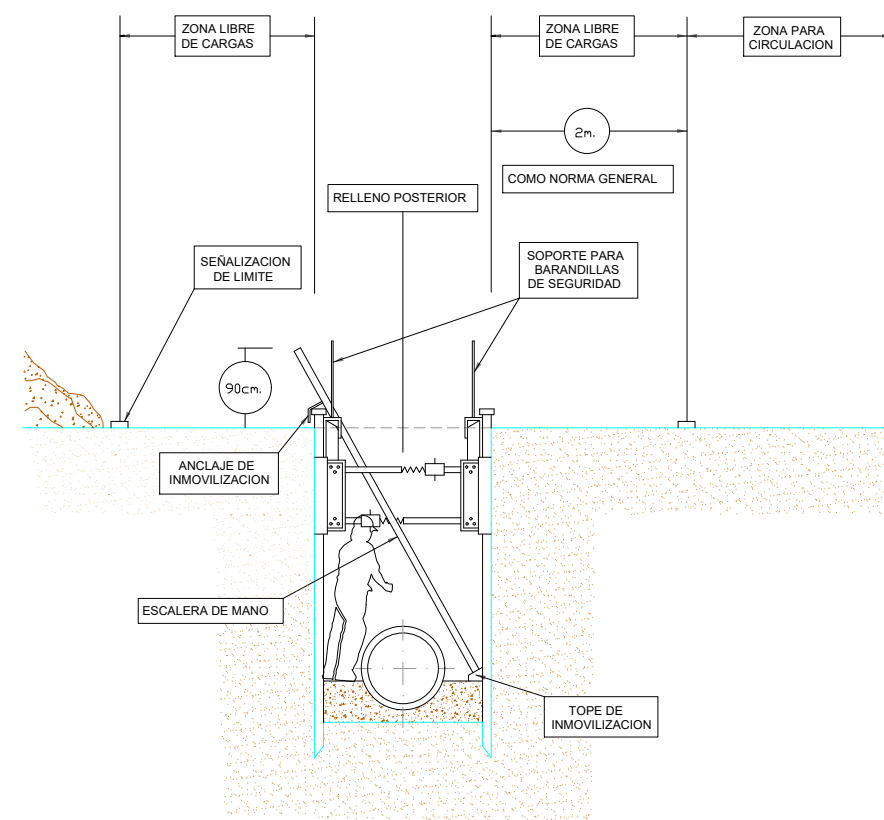 ZONA LIBRE
DE CARGAS
ZONA LIBRE
DE CARGAS
ZONA PARA
CIRCULACION
2m.
COMO NORMA GENERAL
RELLENO POSTERIOR
SEÑALIZACION
DE LIMITE
SOPORTE PARA
BARANDILLAS
DE SEGURIDAD
90cm.
ANCLAJE DE
INMOVILIZACION
ESCALERA DE MANO
TOPE DE
INMOVILIZACION